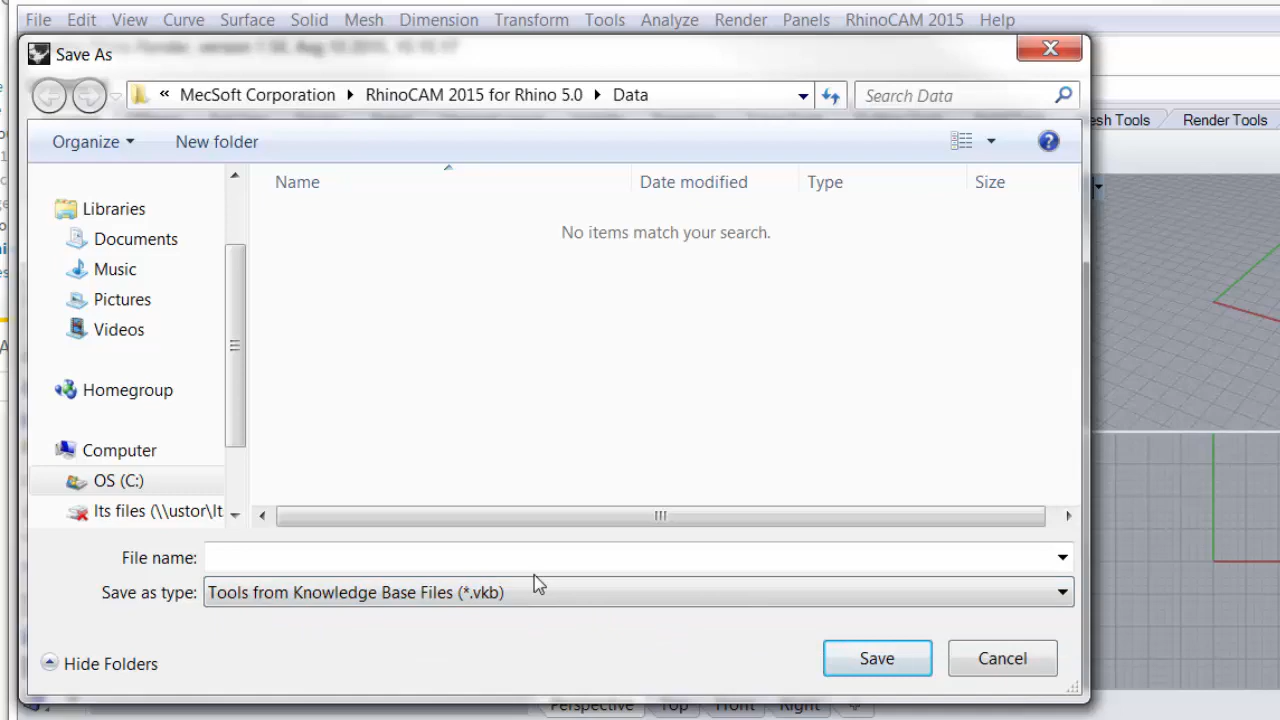 File Edit View Curve Surface Solid Mesh Dimension Transform Tools Analyze Render Panels RhinoCAM 2015 Help
Save As
« MecSoft Corporation RhinoCAM 2015 for Rhino 5.0 Data
Search Data
esh Tools Render Tools
Organize New folder
Name Date modified Type Size
No items match your search.
Libraries
Documents
Music
Pictures
Videos
Homegroup
Computer
OS (C:)
Its files (\\ustor\It
File name:
Save as type: Tools from Knowledge Base Files (*.vkb)
Hide Folders
Save Cancel
Perspective Top Front Right